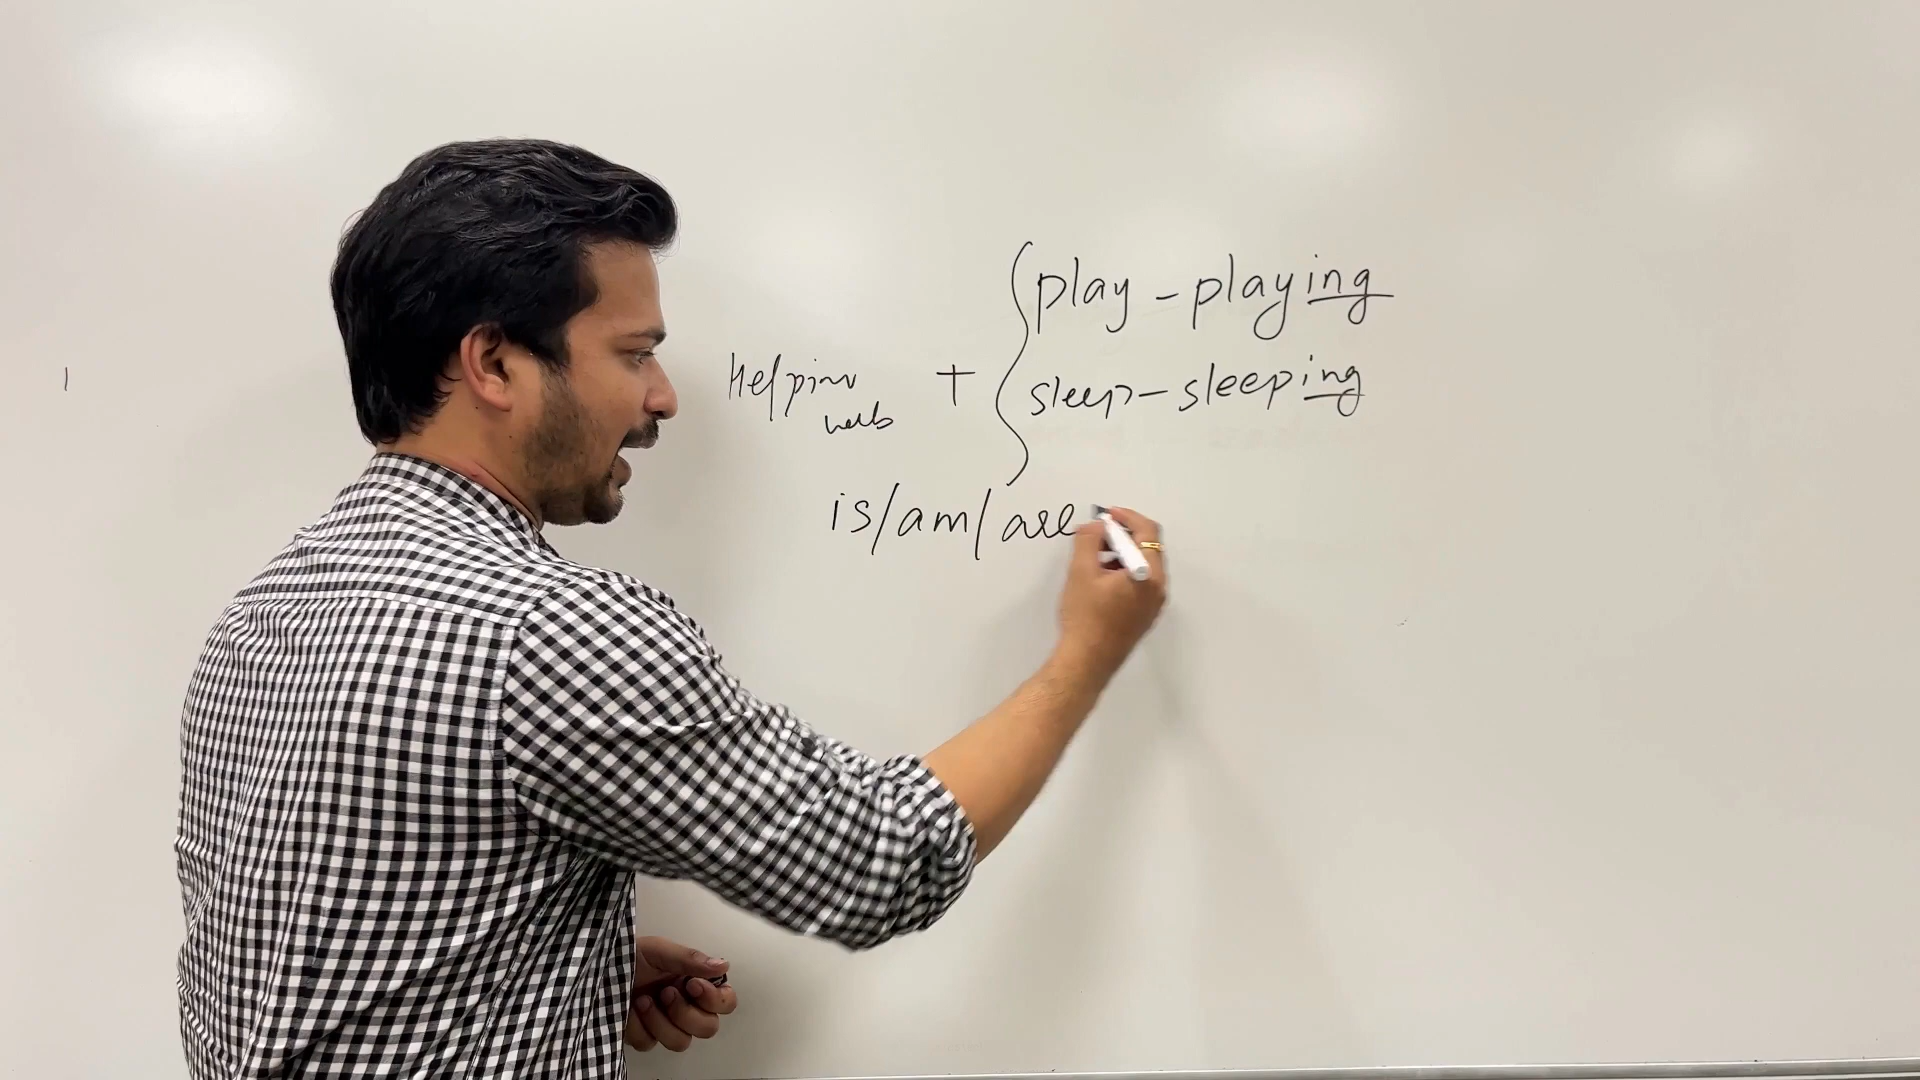 play - playing
Helping verb + { sleep - sleeping
is/am/are